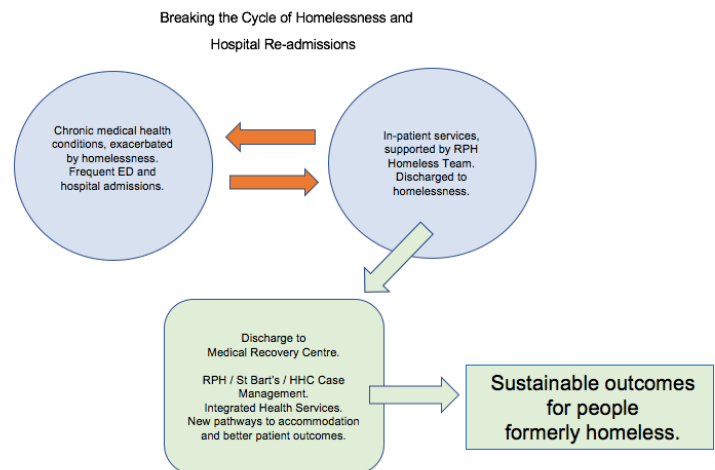 Breaking the Cycle of Homelessness and
Hospital Re-admissions
Chronic medical health
conditions, exacerbated
by homelessness.
Frequent ED and
hospital admissions.
In-patient services,
supported by RPH
Homeless Team.
Discharged to
homelessness.
Discharge to
Medical Recovery Centre.
RPH / St Bart's / HHC Case
Management.
Integrated Health Services.
New pathways to accommodation
and better patient outcomes.
Sustainable outcomes
for people
formerly homeless.